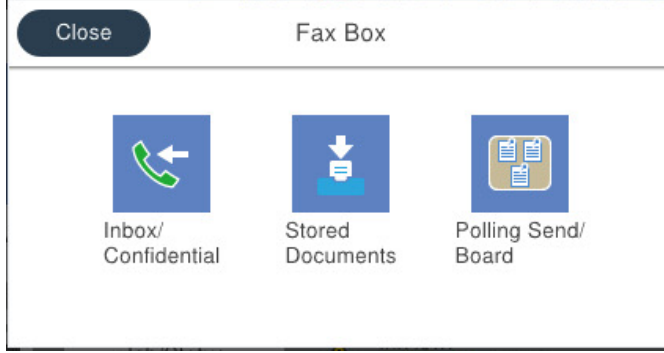 Close
Fax Box
Inbox/
Confidential
Stored
Documents
Polling Send/
Board